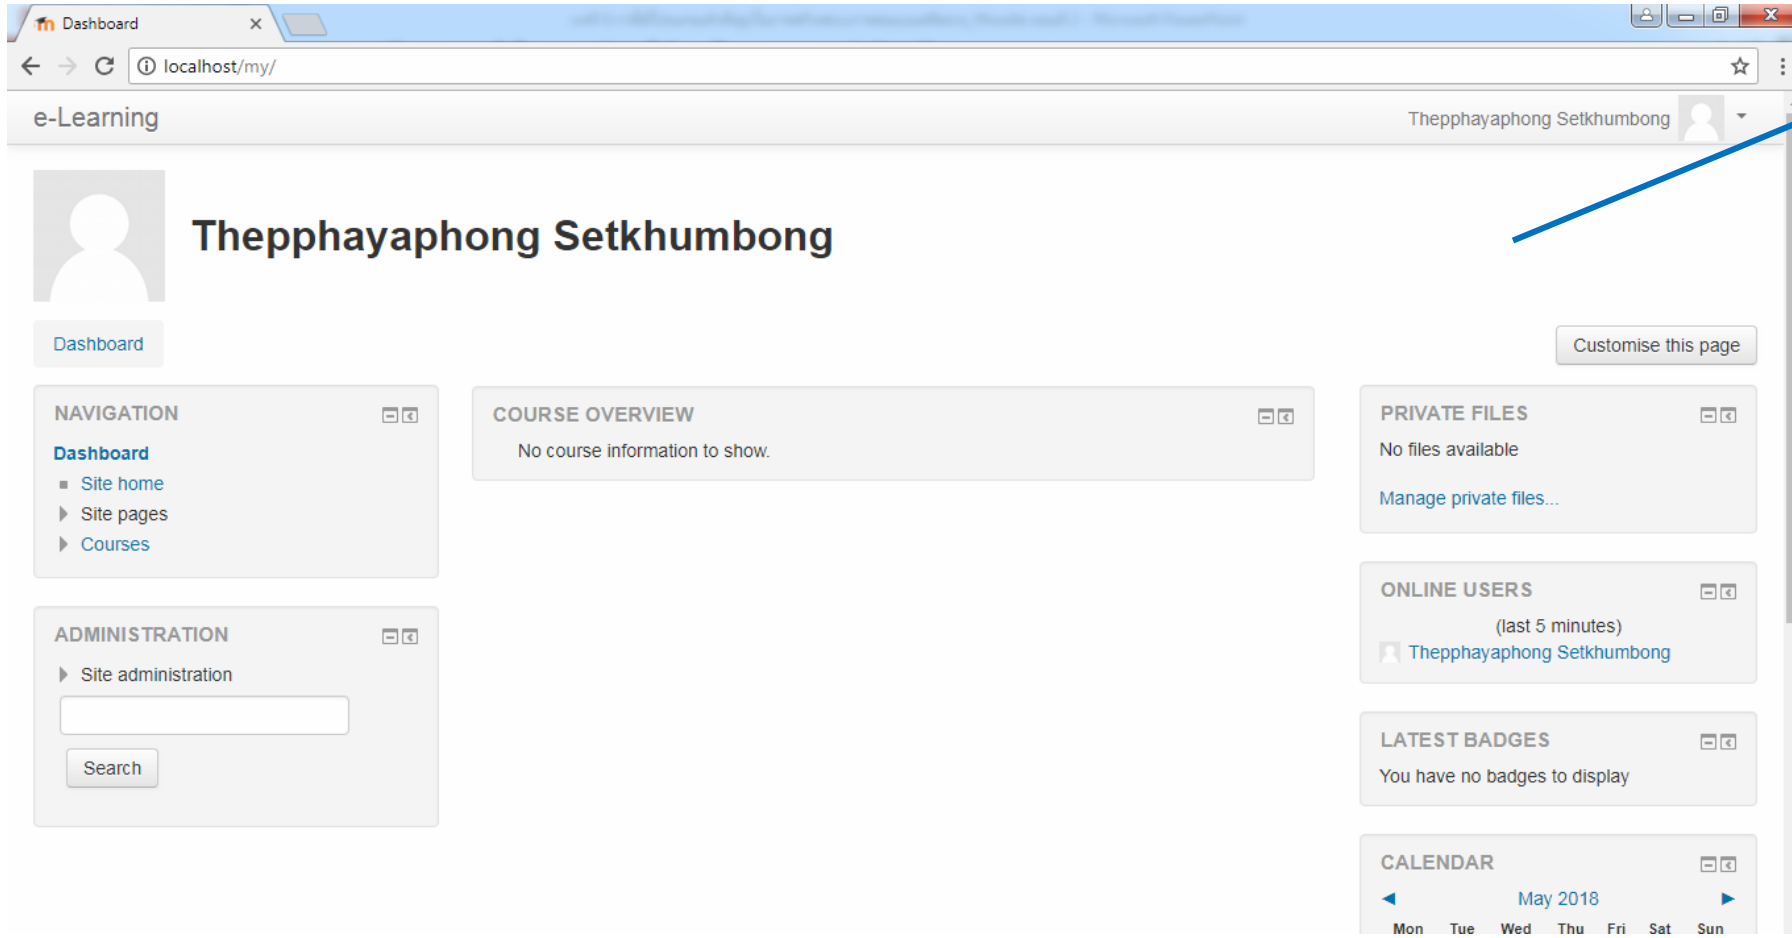 Dashboard
localhost/my/
e-Learning
Thepphayaphong Setkhumbong
Thepphayaphong Setkhumbong
Dashboard
Customise this page
NAVIGATION
Dashboard
Site home
Site pages
Courses
ADMINISTRATION
Site administration
Search
COURSE OVERVIEW
No course information to show.
PRIVATE FILES
No files available
Manage private files...
ONLINE USERS
(last 5 minutes)
Thepphayaphong Setkhumbong
LATEST BADGES
You have no badges to display
CALENDAR
May 2018
Mon Tue Wed Thu Fri Sat Sun